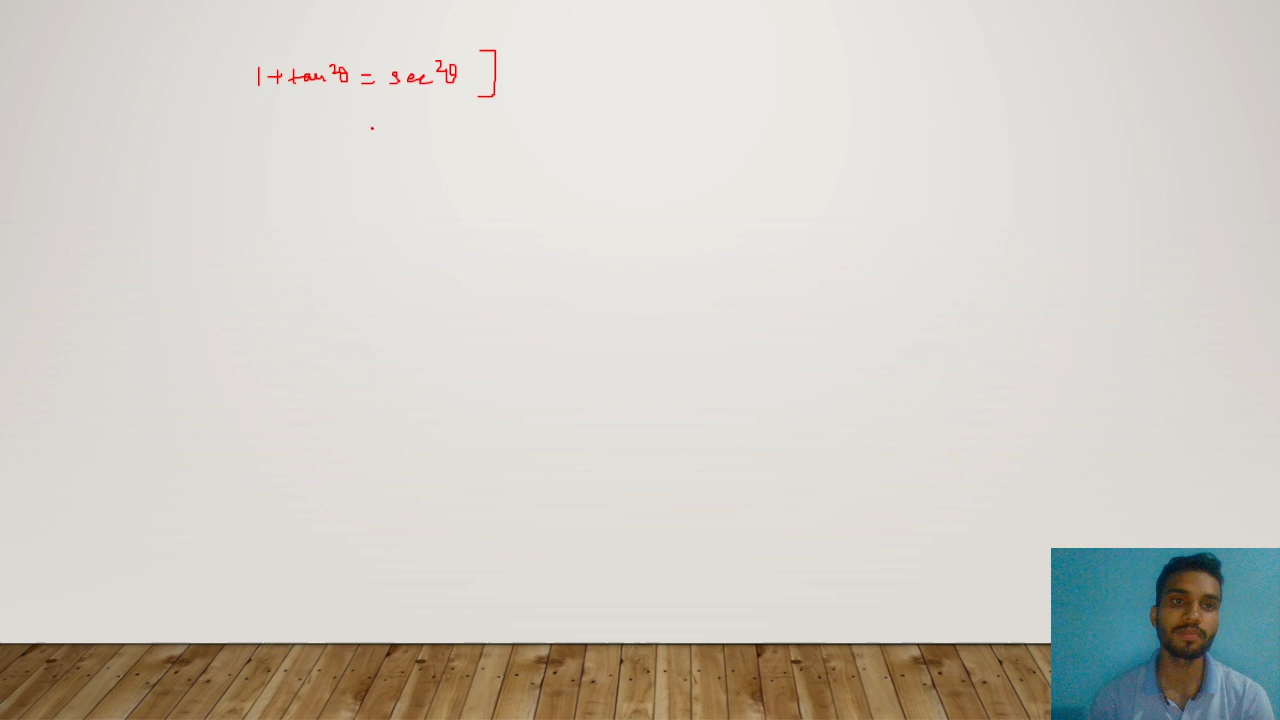 1 + tan²θ = sec²θ ]